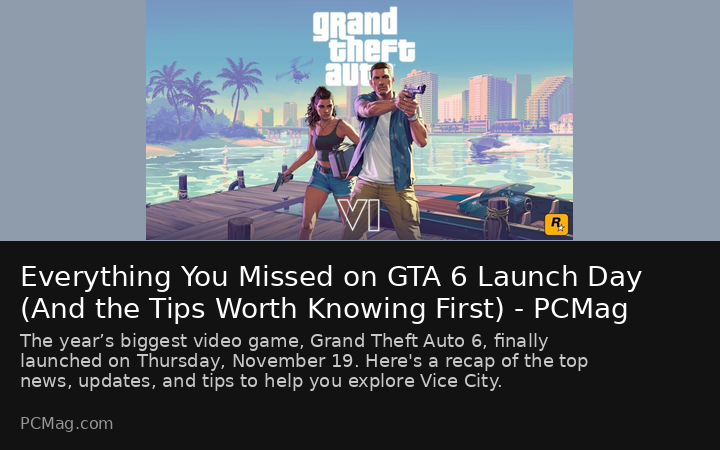 grand
theft
auto
VI
R
Everything You Missed on GTA 6 Launch Day
(And the Tips Worth Knowing First) - PCMag
The year’s biggest video game, Grand Theft Auto 6, finally
launched on Thursday, November 19. Here's a recap of the top
news, updates, and tips to help you explore Vice City.
PCMag.com